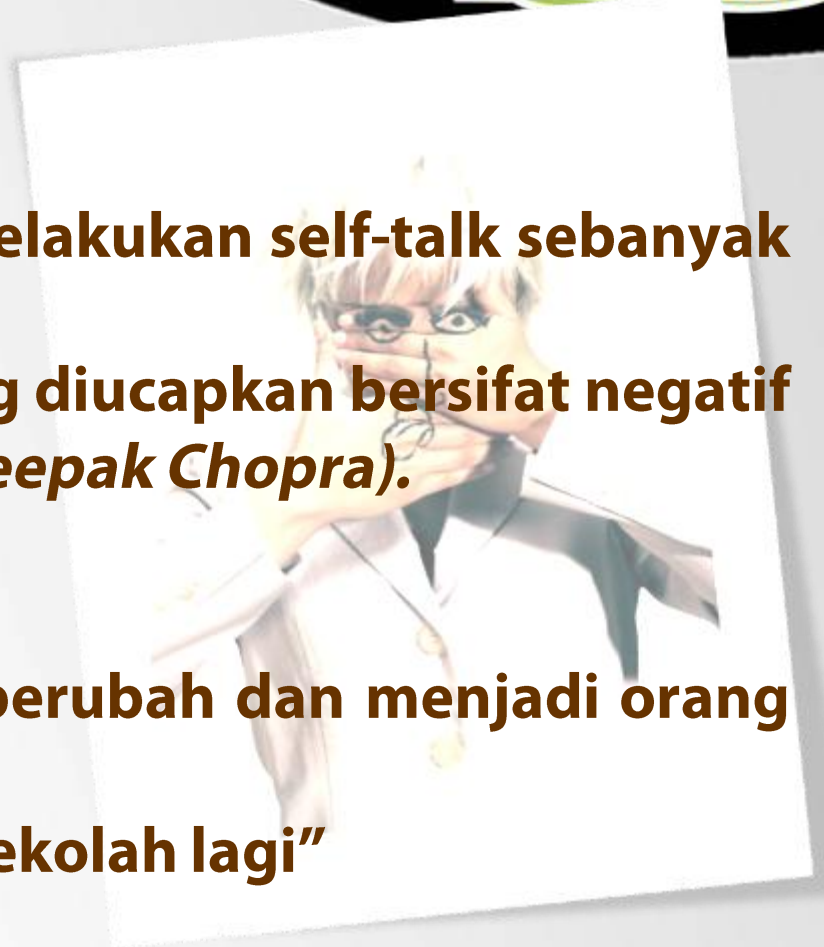 elakukan self-talk sebanyak
g diucapkan bersifat negatif
eepak Chopra).
berubah dan menjadi orang
ekolah lagi”